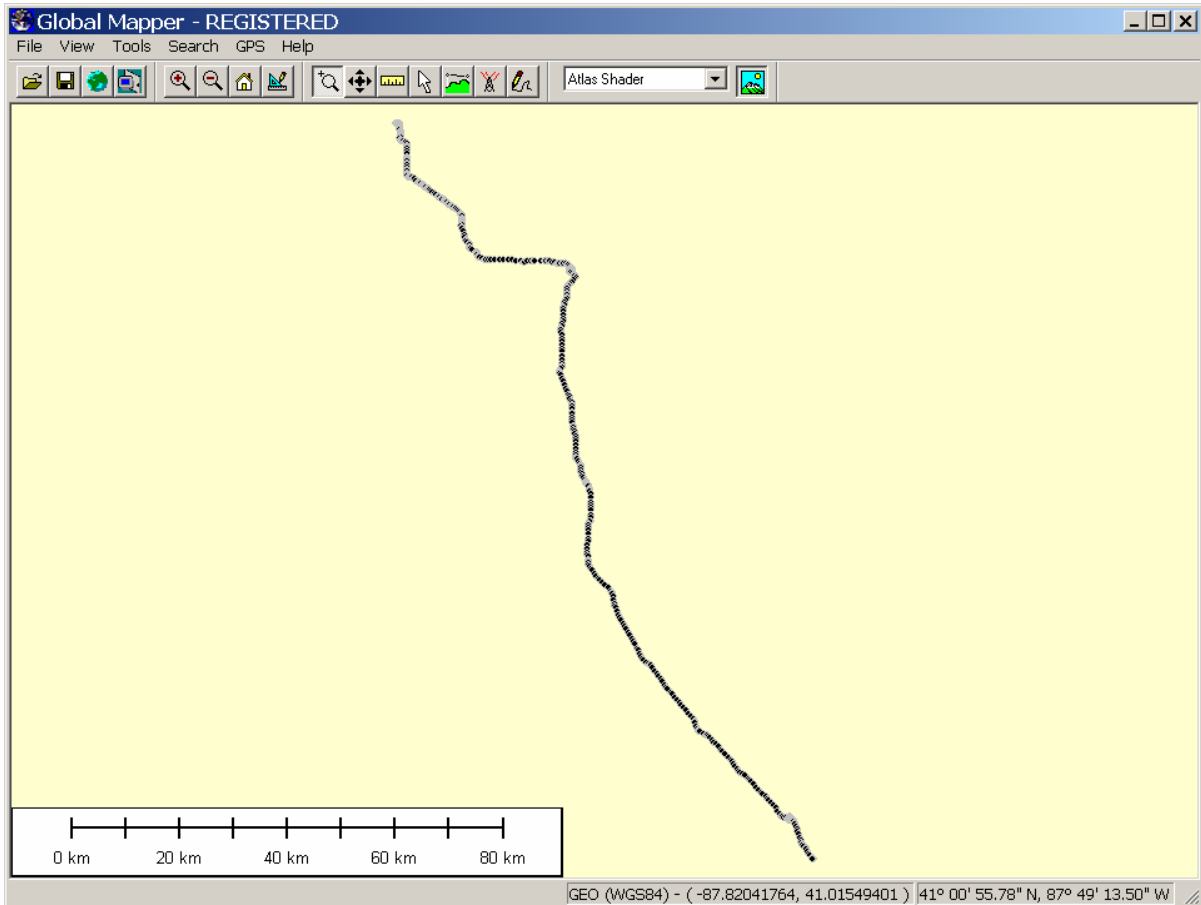 Global Mapper - REGISTERED
File View Tools Search GPS Help
Atlas Shader
0 km 20 km 40 km 60 km 80 km
GEO (WGS84) - ( -87.82041764, 41.01549401 ) 41° 00' 55.78" N, 87° 49' 13.50" W